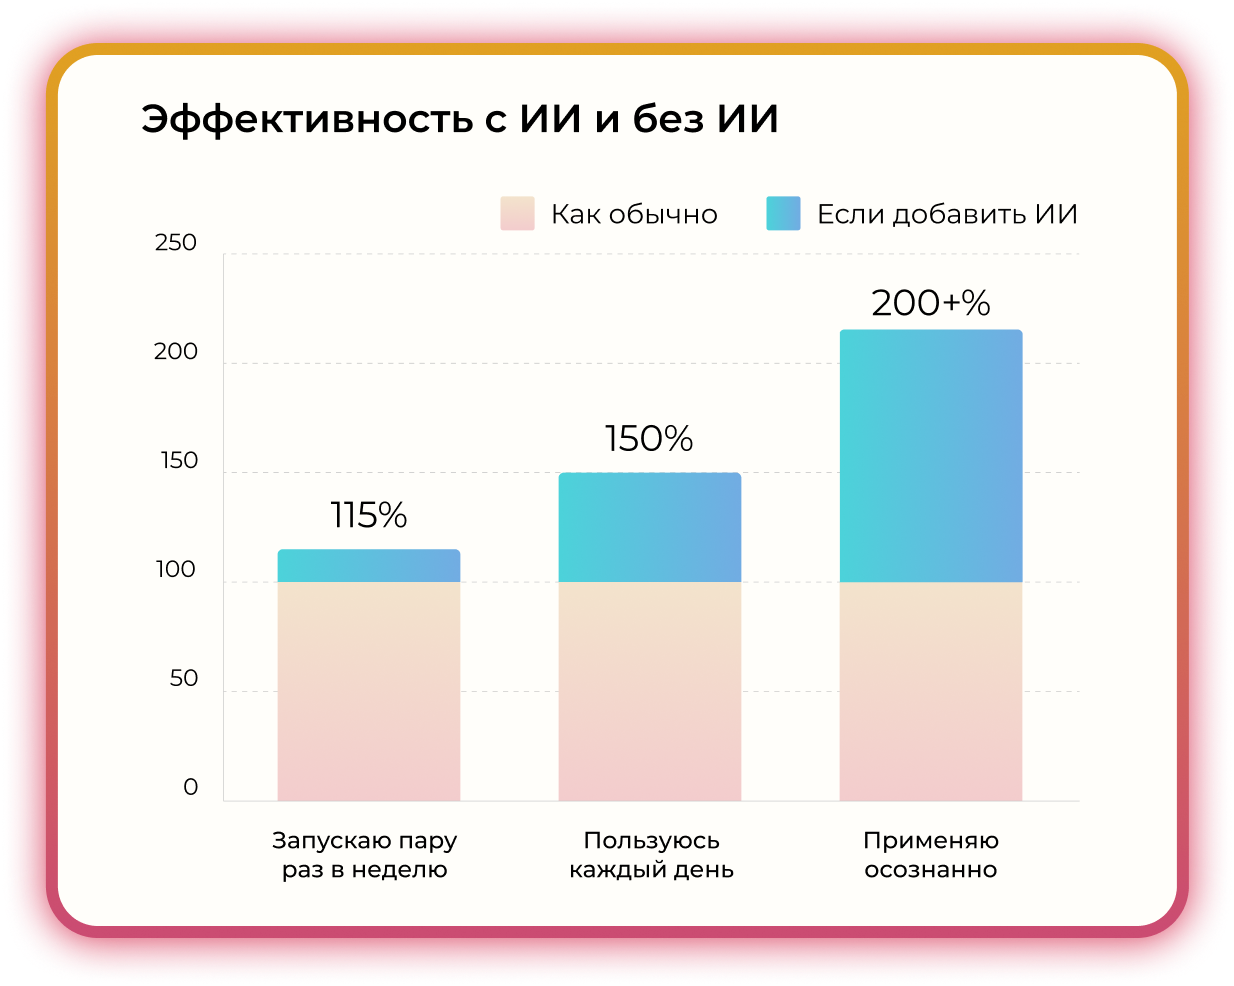 Эффективность с ИИ и без ИИ
Как обычно
Если добавить ИИ
250
200
150
100
50
0
115%
150%
200+%
Запускаю пару
раз в неделю
Пользуюсь
каждый день
Применяю
осознанно